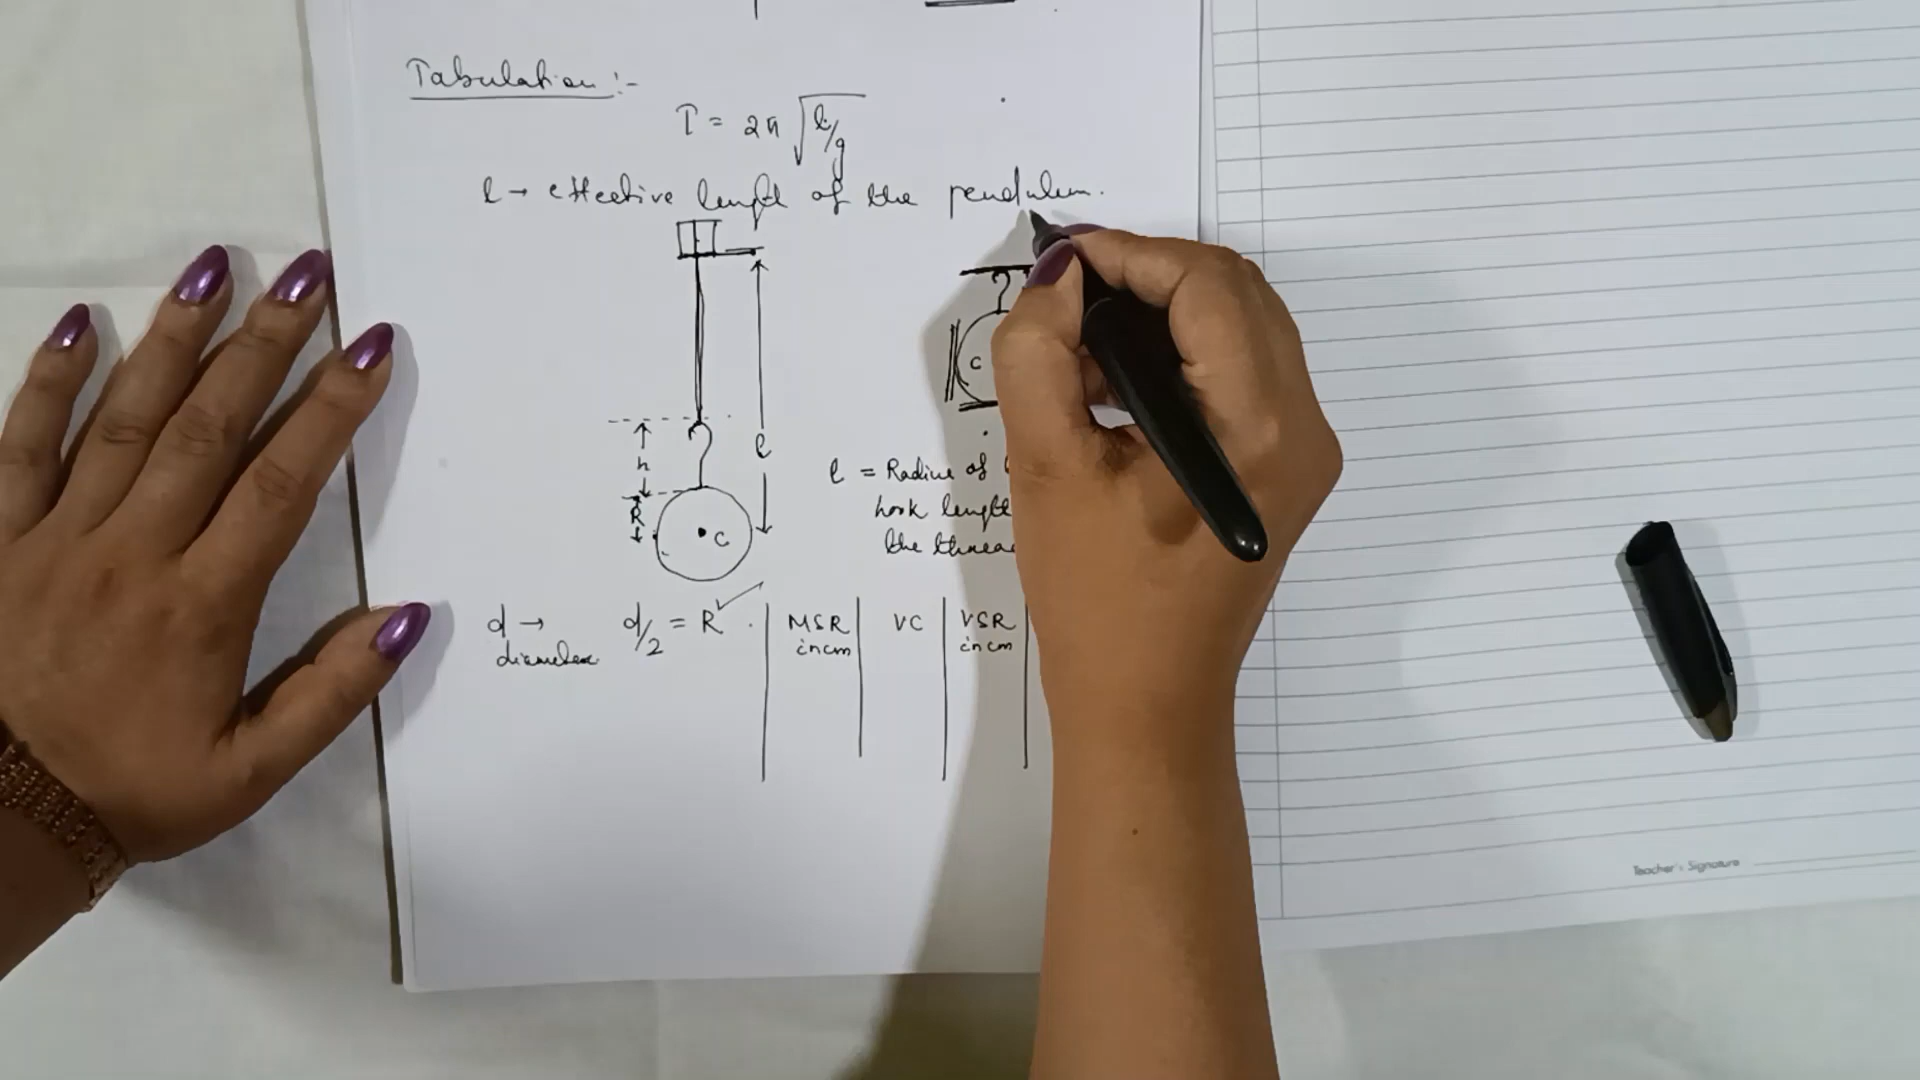 Tabulation :-
T = 2π √l/g
l → effective length of the pendulum.
h
l
R
C
C
l = Radius of
hook length
the
d → d/2 = R ✓
diameter
MSR
in cm
VC
VSR
in cm
Teacher's Signature